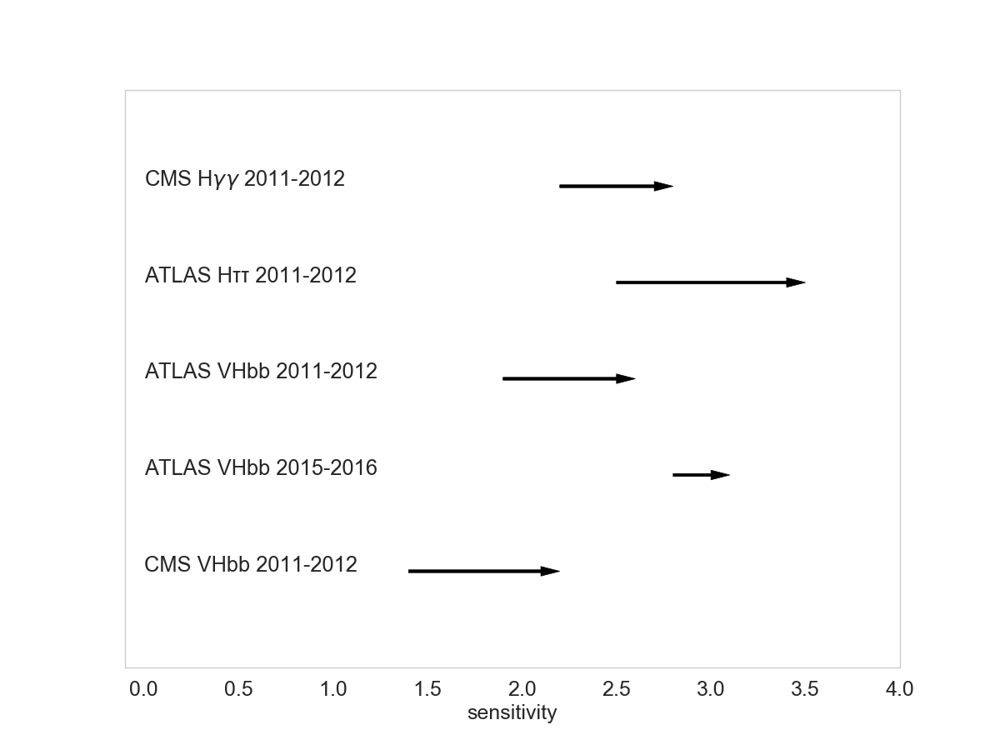 CMS Hγγ 2011-2012
ATLAS Hττ 2011-2012
ATLAS VHbb 2011-2012
ATLAS VHbb 2015-2016
CMS VHbb 2011-2012
0.0 0.5 1.0 1.5 2.0 2.5 3.0 3.5 4.0
sensitivity